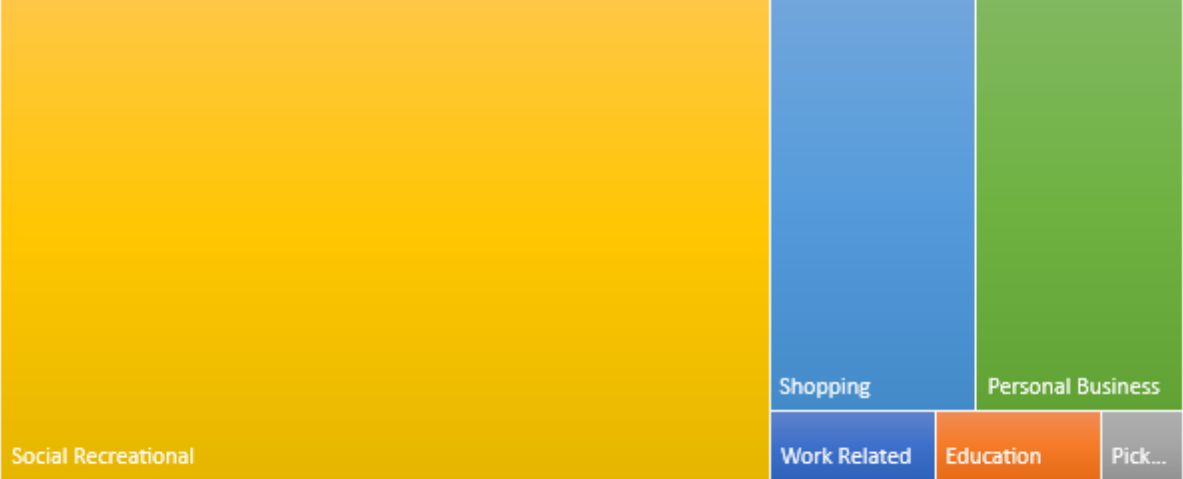 Social Recreational
Shopping
Personal Business
Work Related
Education
Pick...